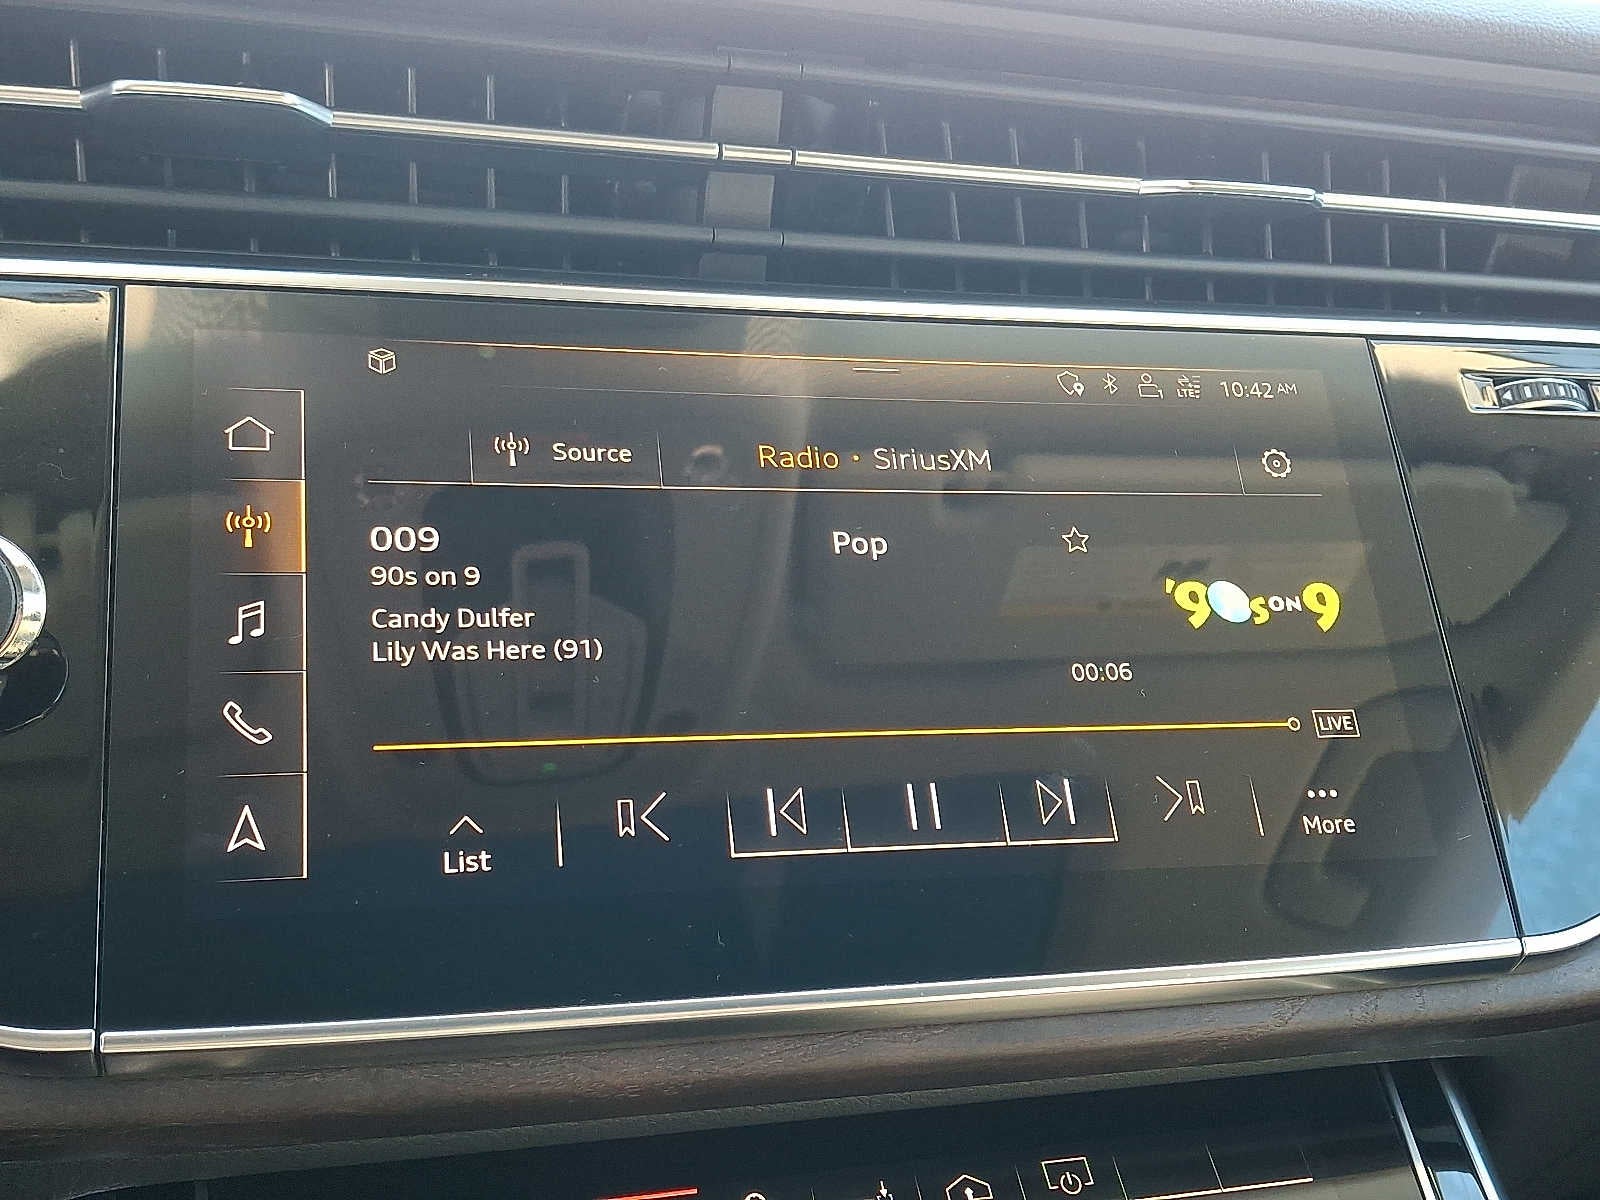 LTE
10:42 AM
Source
Radio • SiriusXM
009
Pop
90s on 9
'90s ON 9
Candy Dulfer
Lily Was Here (91)
00:06
LIVE
List
More